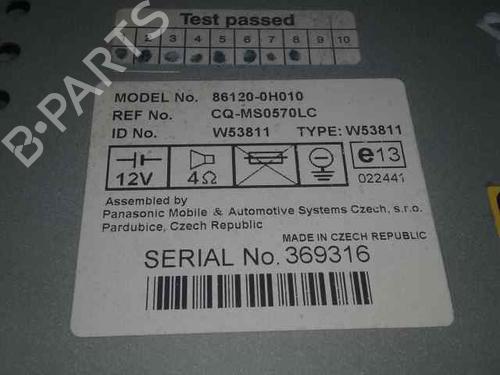 Test passed
2 3 4 5 6 7 8 9 10
MODEL No. 86120-0H010
REF No. CQ-MS0570LC
ID No. W53811 TYPE: W53811
12V 4Ω e13
022441
Assembled by
Panasonic Mobile & Automotive Systems Czech, s.r.o.
Pardubice, Czech Republic
MADE IN CZECH REPUBLIC
SERIAL No. 369316
B-PARTS